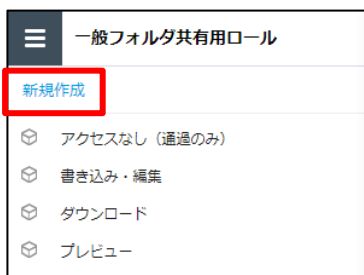 一般フォルダ共有用ロール
新規作成
アクセスなし（通過のみ）
書き込み・編集
ダウンロード
プレビュー